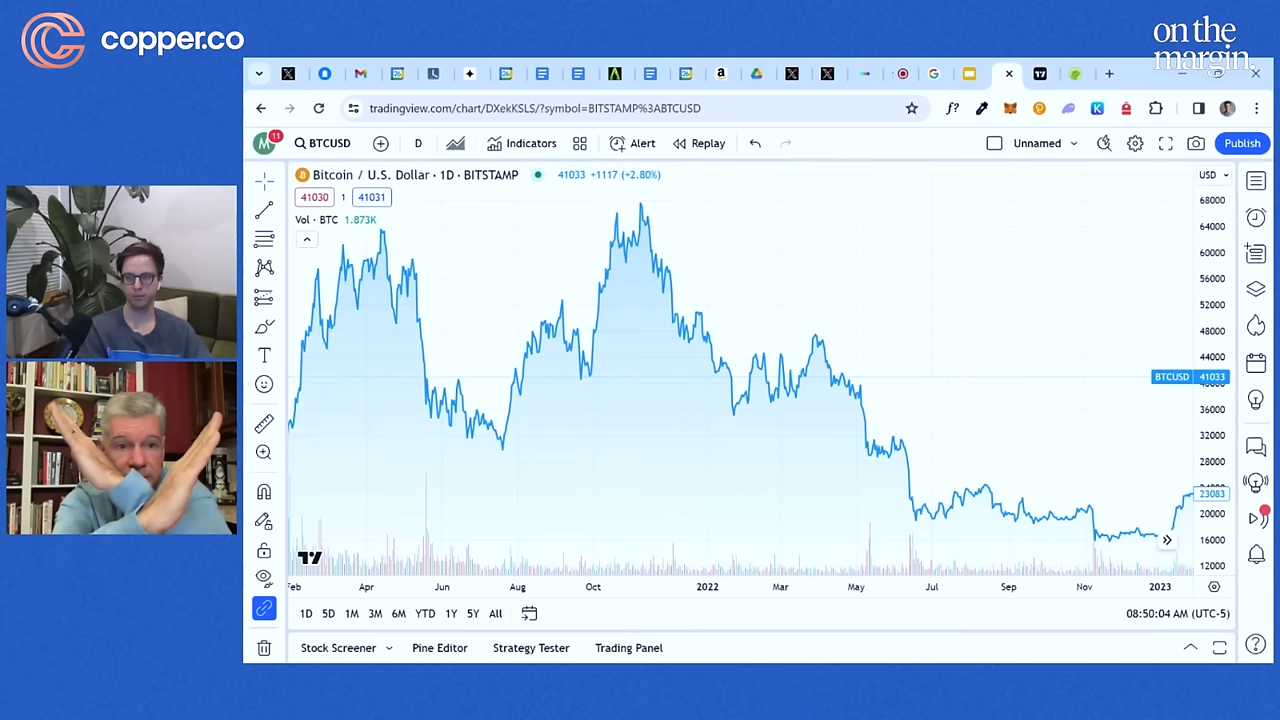 copper.co
on the
margin.
tradingview.com/chart/DXekKSLS/?symbol=BITSTAMP%3ABTCUSD
M 11 BTCUSD D Indicators Alert Replay Unnamed Publish
Bitcoin / U.S. Dollar · 1D · BITSTAMP 41033 +1117 (+2.80%) USD
41030 1 41031
Vol · BTC 1.873K
68000
64000
60000
56000
52000
48000
44000
BTCUSD 41033
36000
32000
28000
23083
20000
16000
12000
Feb Apr Jun Aug Oct 2022 Mar May Jul Sep Nov 2023
1D 5D 1M 3M 6M YTD 1Y 5Y All 08:50:04 AM (UTC-5)
Stock Screener Pine Editor Strategy Tester Trading Panel